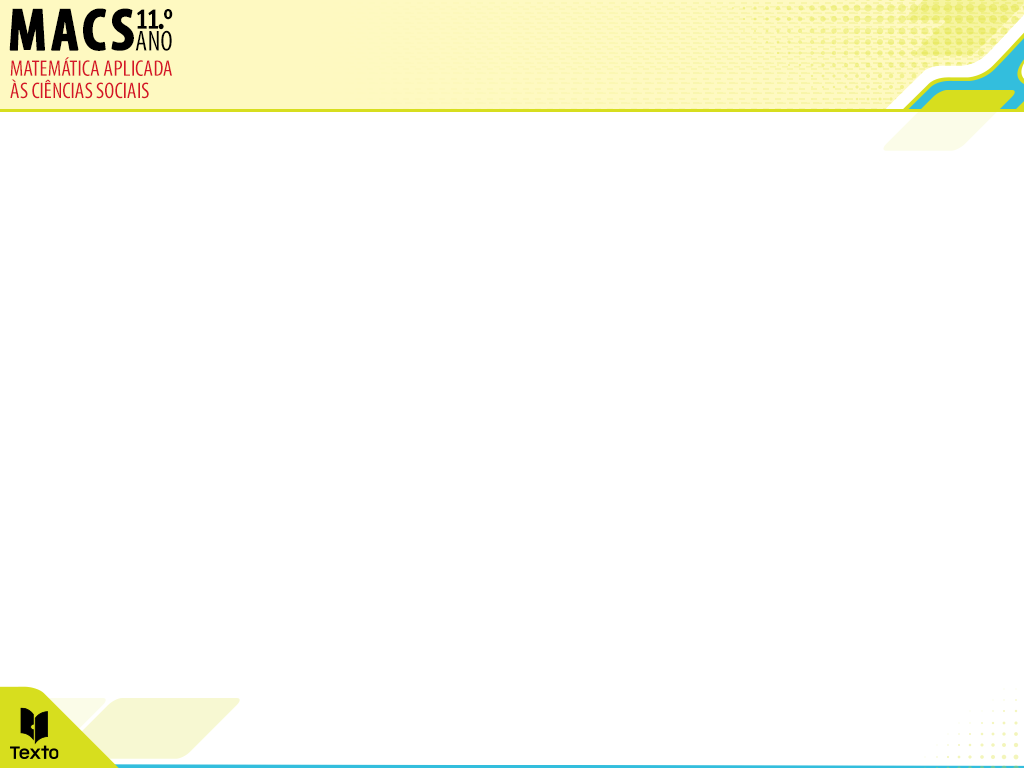 MACS 11.º
ANO
MATEMÁTICA APLICADA
ÀS CIÊNCIAS SOCIAIS
Texto